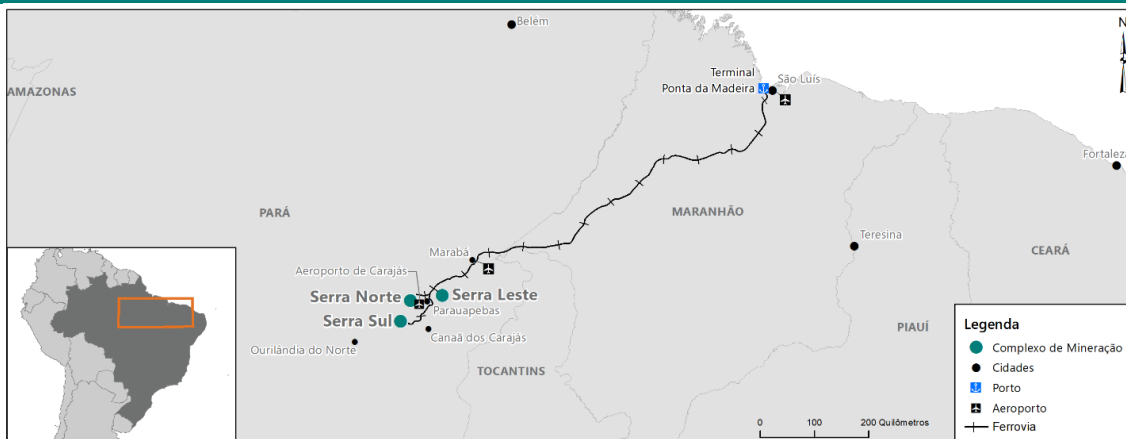 Belém
N
AMAZONAS
Terminal
Ponta da Madeira
São Luís
Fortaleza
PARÁ
MARANHÃO
Teresina
CEARÁ
Marabá
Aeroporto de Carajás
Serra Norte
Serra Leste
Parauapebas
Serra Sul
Canaã dos Carajás
Ourilândia do Norte
TOCANTINS
PIAUÍ
Legenda
Complexo de Mineração
Cidades
Porto
Aeroporto
Ferrovia
0 100 200 Quilômetros